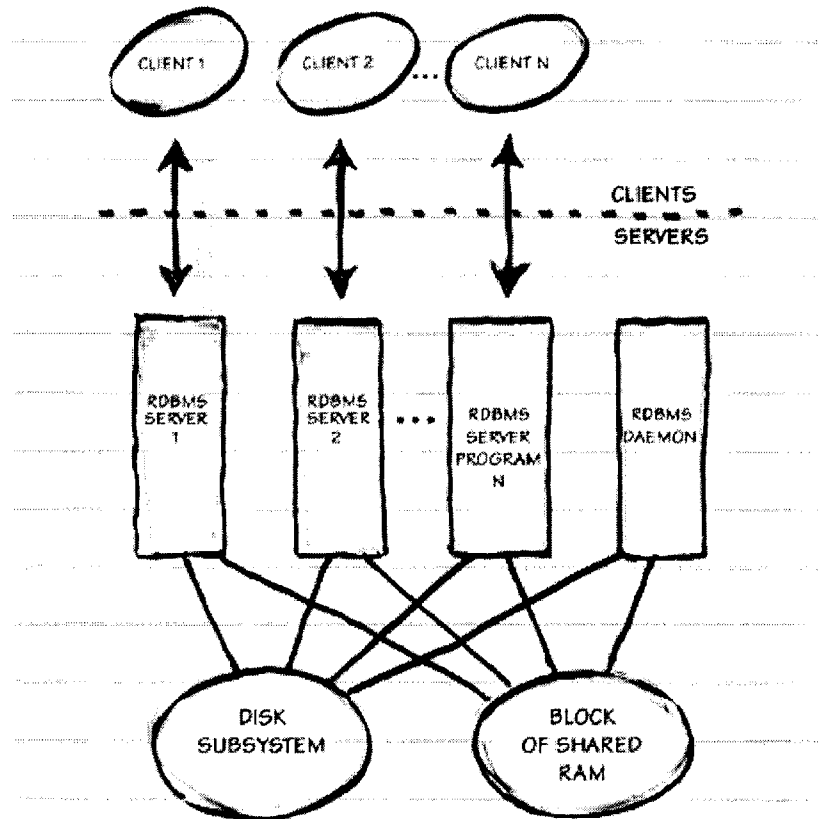 CLIENT 1
CLIENT 2
...
CLIENT N
CLIENTS
SERVERS
RDBMS
SERVER
1
RDBMS
SERVER
2
...
RDBMS
SERVER
PROGRAM
N
RDBMS
DAEMON
DISK
SUBSYSTEM
BLOCK
OF SHARED
RAM